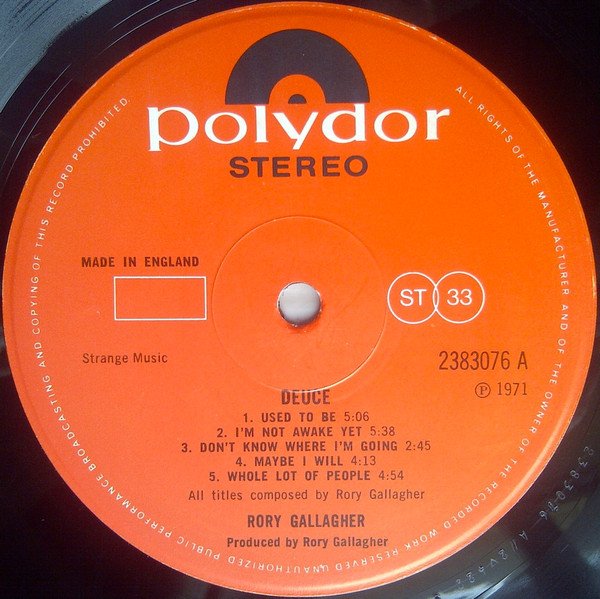 polydor
STEREO
ALL RIGHTS OF THE MANUFACTURER AND OF THE OWNER OF THE RECORDED WORK RESERVED UNAUTHORIZED PUBLIC PERFORMANCE BROADCASTING AND COPYING OF THIS RECORD PROHIBITED.
MADE IN ENGLAND
ST 33
Strange Music
2383076 A
℗ 1971
DEUCE
1. USED TO BE 5:06
2. I'M NOT AWAKE YET 5:38
3. DON'T KNOW WHERE I'M GOING 2:45
4. MAYBE I WILL 4:13
5. WHOLE LOT OF PEOPLE 4:54
All titles composed by Rory Gallagher
RORY GALLAGHER
Produced by Rory Gallagher